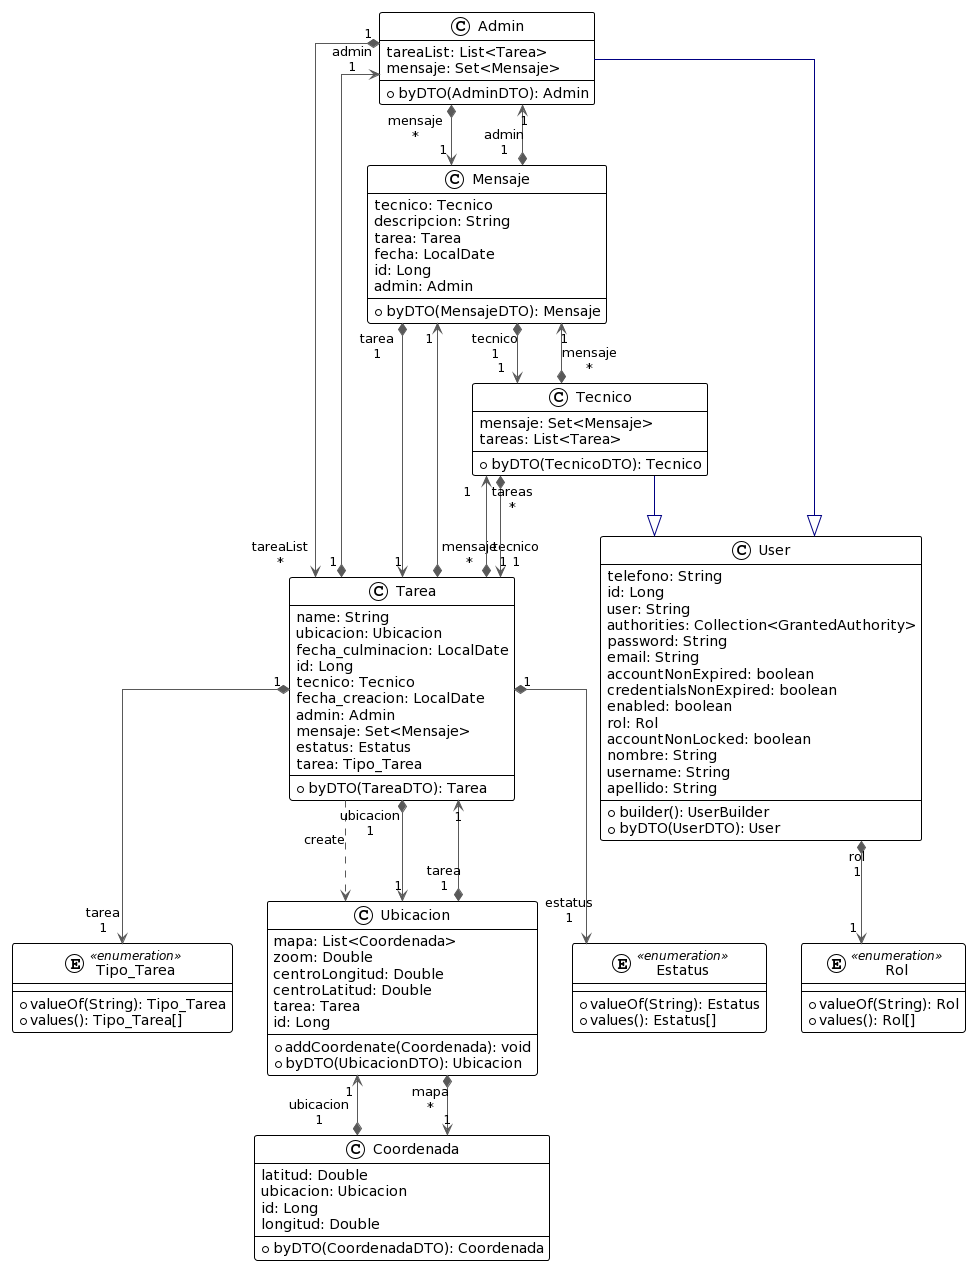 C Admin
tareaList: List<Tarea>
mensaje: Set<Mensaje>
byDTO(AdminDTO): Admin
1
admin
1
mensaje
*
1
1
admin
1
C Mensaje
tecnico: Tecnico
descripcion: String
tarea: Tarea
fecha: LocalDate
id: Long
admin: Admin
byDTO(MensajeDTO): Mensaje
tarea
1
1
tecnico
1
1
1
mensaje
*
C Tecnico
mensaje: Set<Mensaje>
tareas: List<Tarea>
byDTO(TecnicoDTO): Tecnico
1
tareas
*
tareaList
*
1
1
mensaje
*
tecnico
1
1
C Tarea
name: String
ubicacion: Ubicacion
fecha_culminacion: LocalDate
id: Long
tecnico: Tecnico
fecha_creacion: LocalDate
admin: Admin
mensaje: Set<Mensaje>
estatus: Estatus
tarea: Tipo_Tarea
byDTO(TareaDTO): Tarea
1
1
C User
telefono: String
id: Long
user: String
authorities: Collection<GrantedAuthority>
password: String
email: String
accountNonExpired: boolean
credentialsNonExpired: boolean
enabled: boolean
rol: Rol
accountNonLocked: boolean
nombre: String
username: String
apellido: String
builder(): UserBuilder
byDTO(UserDTO): User
create
ubicacion
1
1
1
tarea
1
tarea
1
estatus
1
rol
1
1
E «enumeration»
Tipo_Tarea
valueOf(String): Tipo_Tarea
values(): Tipo_Tarea[]
C Ubicacion
mapa: List<Coordenada>
zoom: Double
centroLongitud: Double
centroLatitud: Double
tarea: Tarea
id: Long
addCoordenate(Coordenada): void
byDTO(UbicacionDTO): Ubicacion
E «enumeration»
Estatus
valueOf(String): Estatus
values(): Estatus[]
E «enumeration»
Rol
valueOf(String): Rol
values(): Rol[]
1
ubicacion
1
mapa
*
1
C Coordenada
latitud: Double
ubicacion: Ubicacion
id: Long
longitud: Double
byDTO(CoordenadaDTO): Coordenada